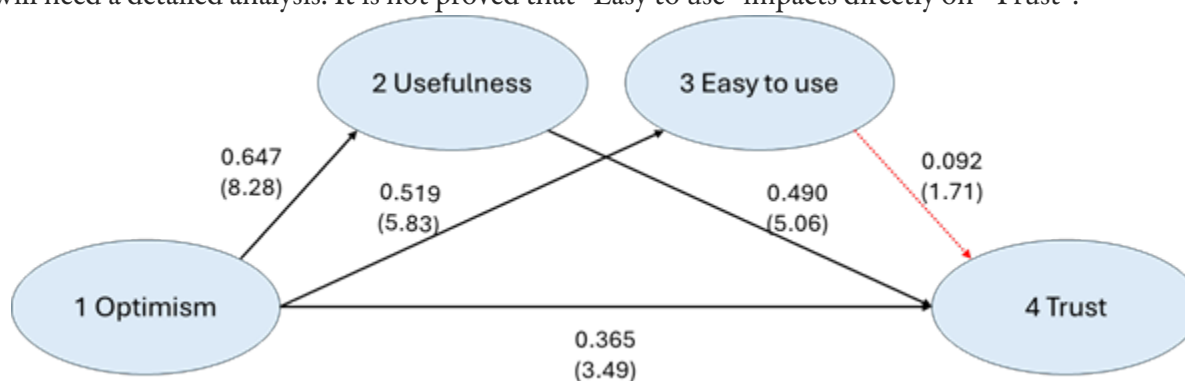 will need a detailed analysis. It is not proved that "Easy to use" impacts directly on "Trust".
2 Usefulness
3 Easy to use
0.647
(8.28)
0.519
(5.83)
0.490
(5.06)
0.092
(1.71)
1 Optimism
4 Trust
0.365
(3.49)